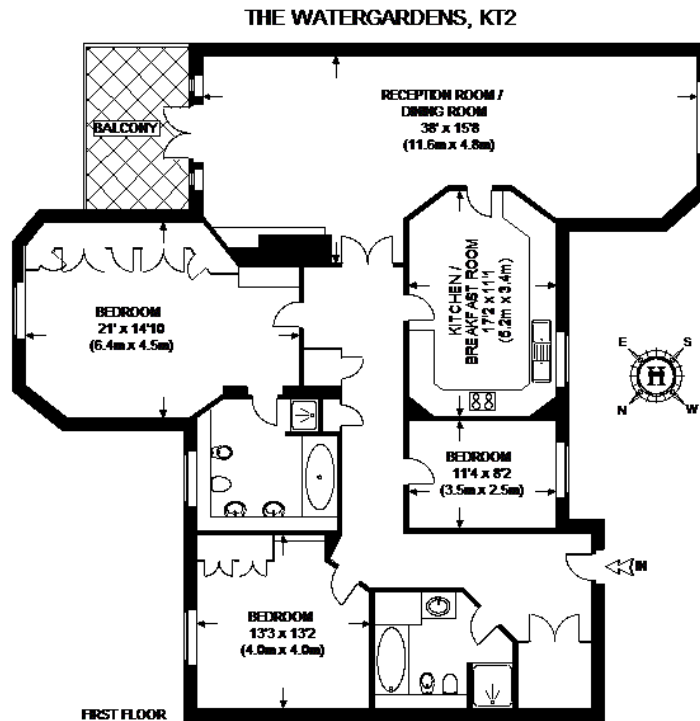 THE WATERGARDENS, KT2
RECEPTION ROOM /
DINING ROOM
38' x 15'8
(11.6m x 4.8m)
BALCONY
KITCHEN /
BREAKFAST ROOM
17'2 x 11'1
(5.2m x 3.4m)
BEDROOM
21' x 14'10
(6.4m x 4.5m)
E
S
H
N
W
BEDROOM
11'4 x 8'2
(3.5m x 2.5m)
IN
BEDROOM
13'3 x 13'2
(4.0m x 4.0m)
FIRST FLOOR